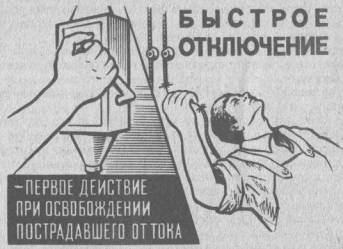 БЫСТРОЕ
ОТКЛЮЧЕНИЕ
–ПЕРВОЕ ДЕЙСТВИЕ
ПРИ ОСВОБОЖДЕНИИ
ПОСТРАДАВШЕГО ОТ ТОКА